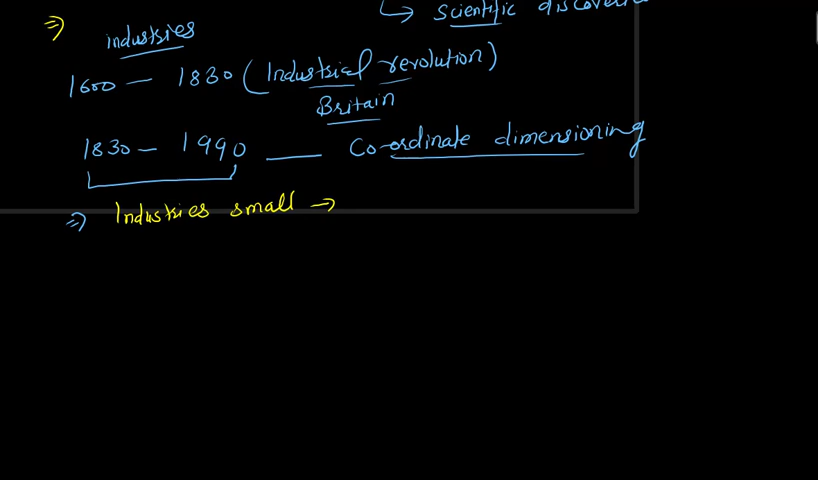 ↳ Scientific
⇒ industries
1600 — 1830 (Industrial revolution)
Britain
1830 — 1990 — Co-ordinate dimensioning
⇒ Industries small →